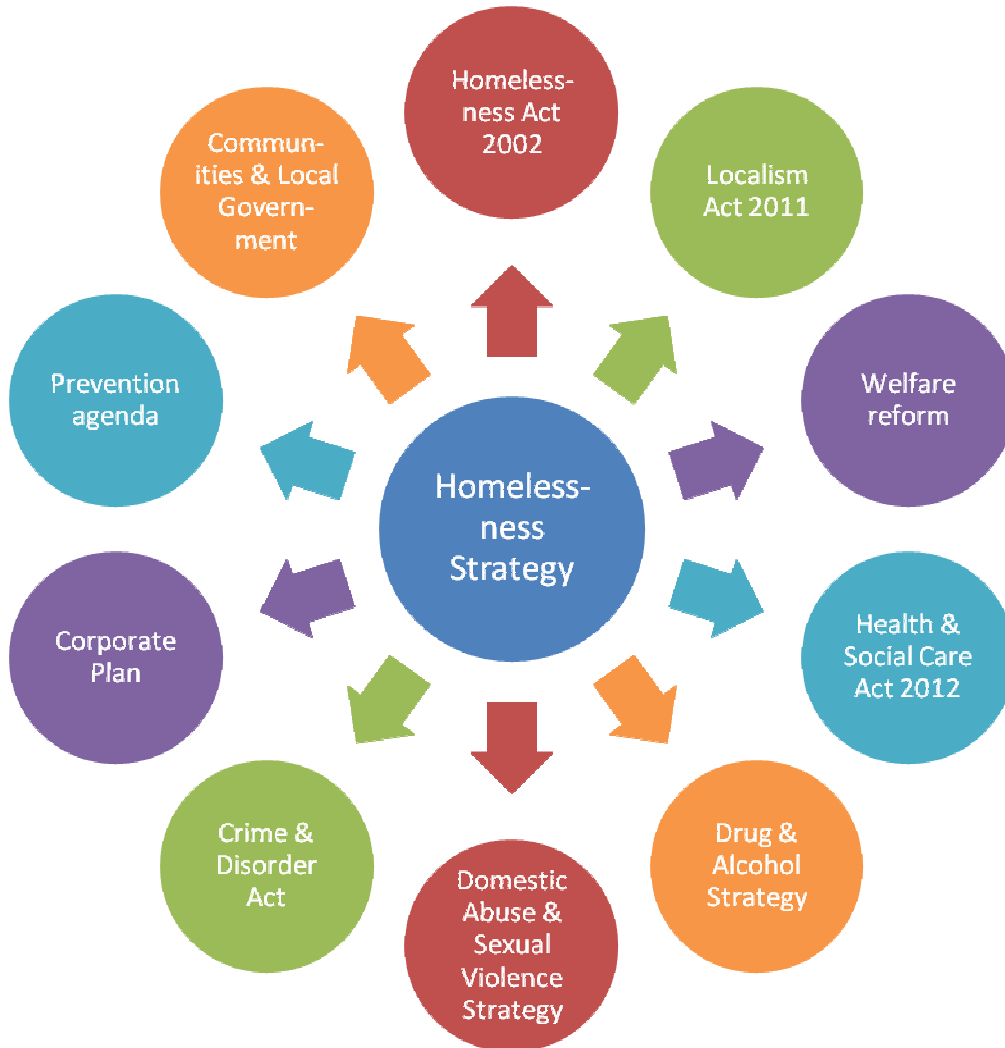 Homeless-
ness Act
2002
Localism
Act 2011
Welfare
reform
Health &
Social Care
Act 2012
Drug &
Alcohol
Strategy
Domestic
Abuse &
Sexual
Violence
Strategy
Crime &
Disorder
Act
Corporate
Plan
Prevention
agenda
Commun-
ities & Local
Govern-
ment
Homeless-
ness
Strategy